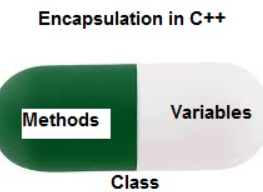 Encapsulation in C++
Methods
Variables
Class